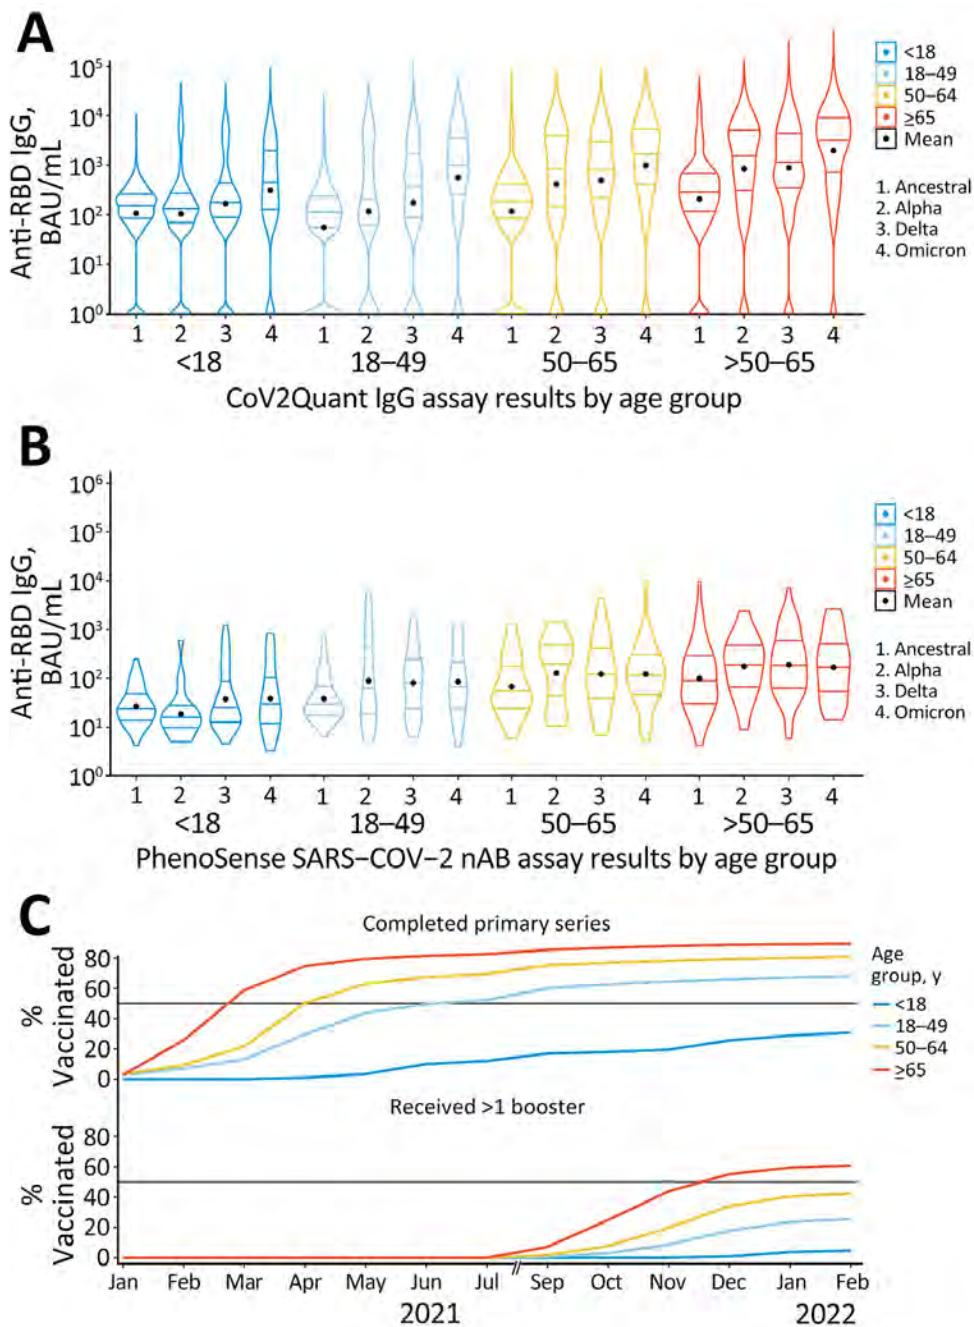 A
Anti-RBD IgG,
BAU/mL
10⁵
10⁴
10³
10²
10¹
10⁰
1 2 3 4 1 2 3 4 1 2 3 4 1 2 3 4
<18 18–49 50–65 >50–65
CoV2Quant IgG assay results by age group
<18
18–49
50–64
≥65
Mean
1. Ancestral
2. Alpha
3. Delta
4. Omicron
B
Anti-RBD IgG,
BAU/mL
10⁶
10⁵
10⁴
10³
10²
10¹
10⁰
1 2 3 4 1 2 3 4 1 2 3 4 1 2 3 4
<18 18–49 50–65 >50–65
PhenoSense SARS–COV–2 nAB assay results by age group
<18
18–49
50–64
≥65
Mean
1. Ancestral
2. Alpha
3. Delta
4. Omicron
C
Completed primary series
%
Vaccinated
80
60
40
20
0
Age
group, y
<18
18–49
50–64
≥65
Received >1 booster
%
Vaccinated
80
60
40
20
0
Jan Feb Mar Apr May Jun Jul // Sep Oct Nov Dec Jan Feb
2021 2022